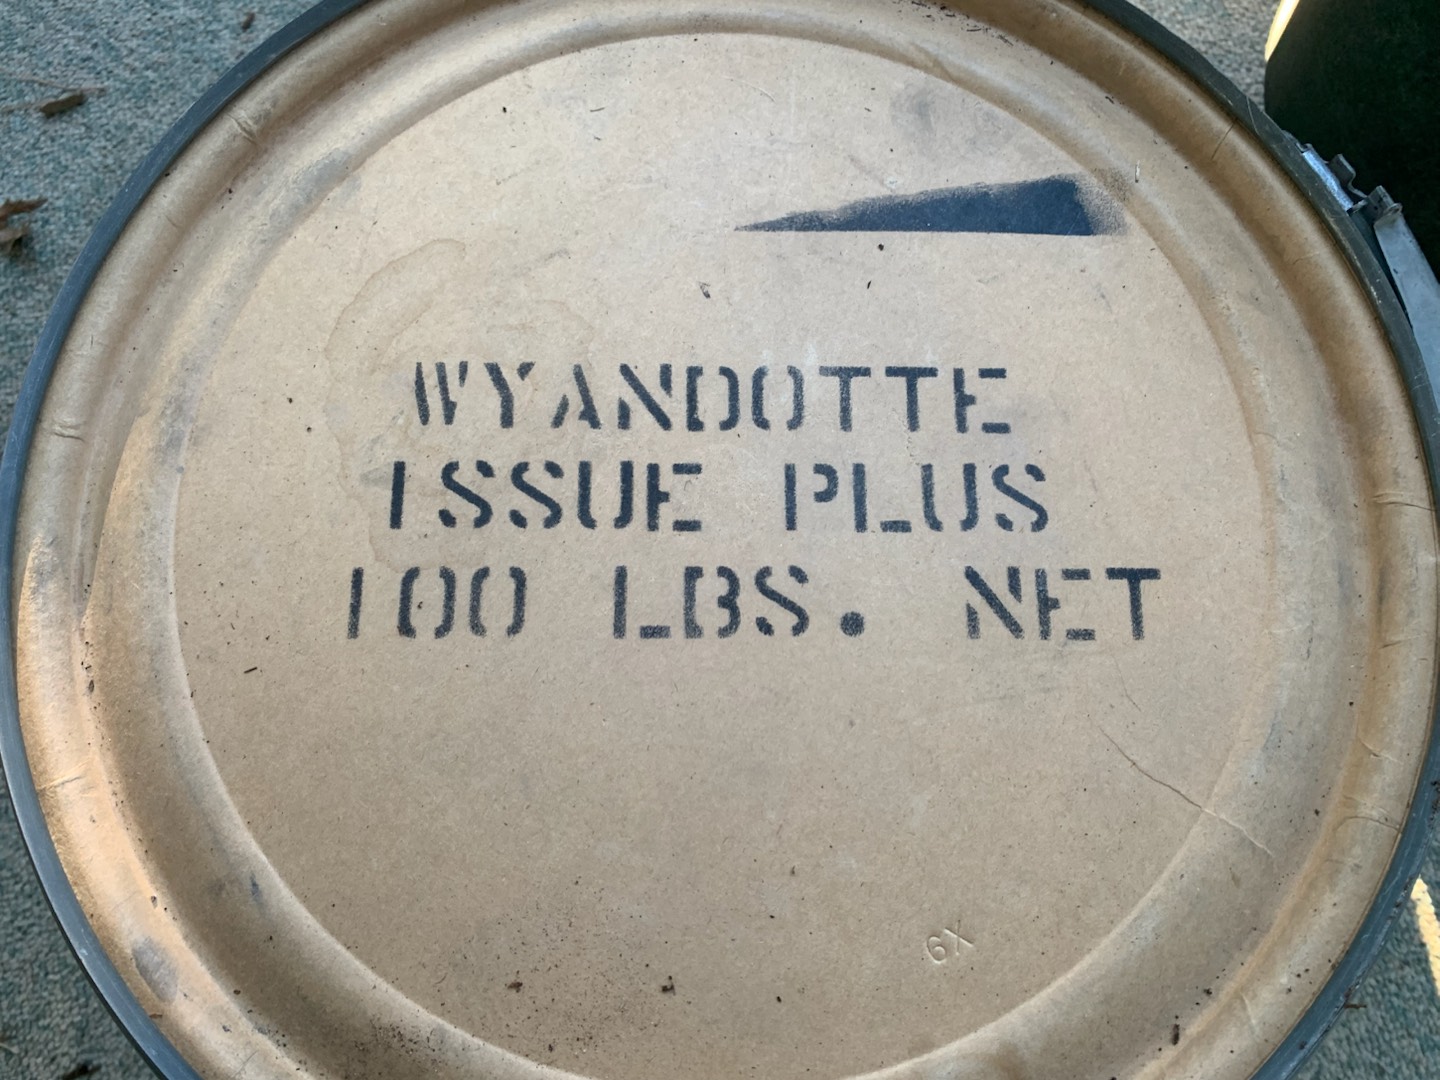 WYANDOTTE
ISSUE PLUS
100 LBS. NET
6X